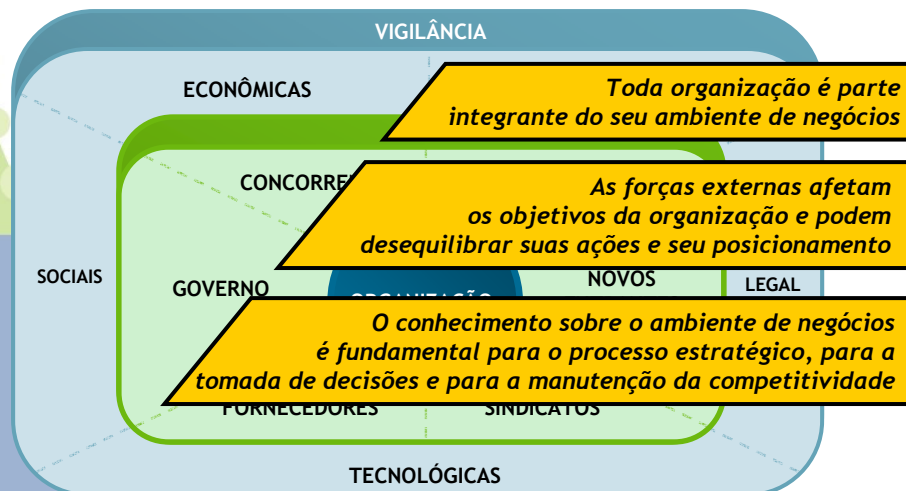 VIGILÂNCIA
ECONÔMICAS
Toda organização é parte
integrante do seu ambiente de negócios
As forças externas afetam
os objetivos da organização e podem
desequilibrar suas ações e seu posicionamento
SOCIAIS
GOVERNO
NOVOS
LEGAL
O conhecimento sobre o ambiente de negócios
é fundamental para o processo estratégico, para a
tomada de decisões e para a manutenção da competitividade
FORNECEDORES
SINDICATOS
TECNOLÓGICAS